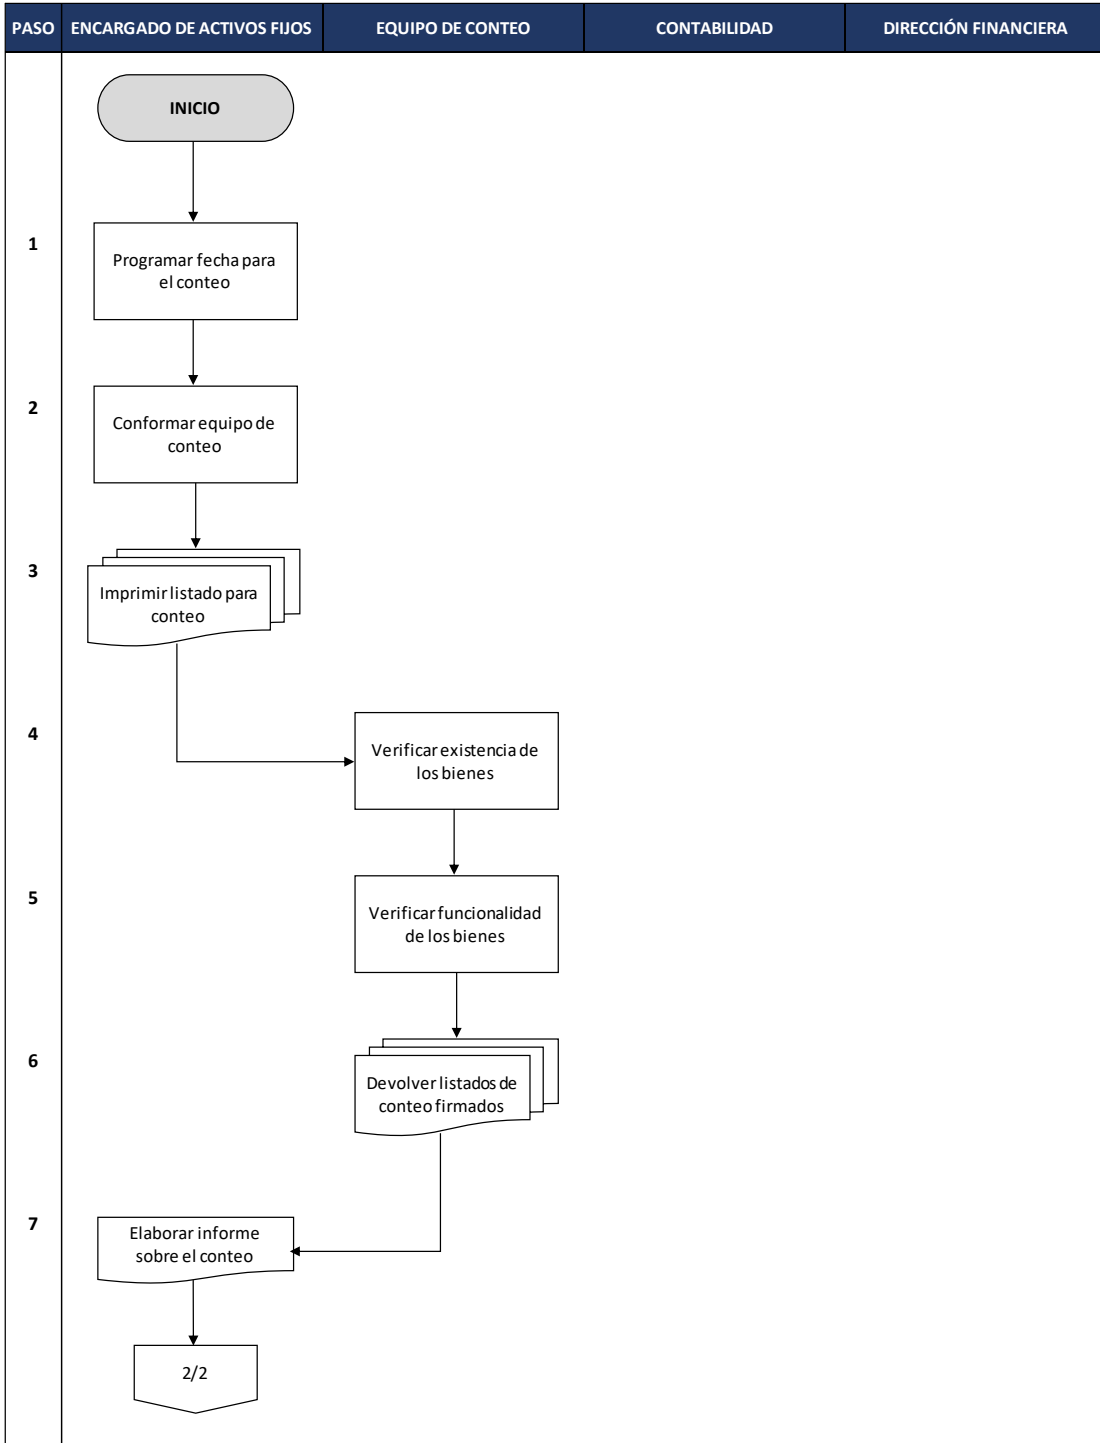 PASO ENCARGADO DE ACTIVOS FIJOS EQUIPO DE CONTEO CONTABILIDAD DIRECCIÓN FINANCIERA
INICIO
1
Programar fecha para
el conteo
2
Conformar equipo de
conteo
3
Imprimir listado para
conteo
4
Verificar existencia de
los bienes
5
Verificar funcionalidad
de los bienes
6
Devolver listados de
conteo firmados
7
Elaborar informe
sobre el conteo
2/2